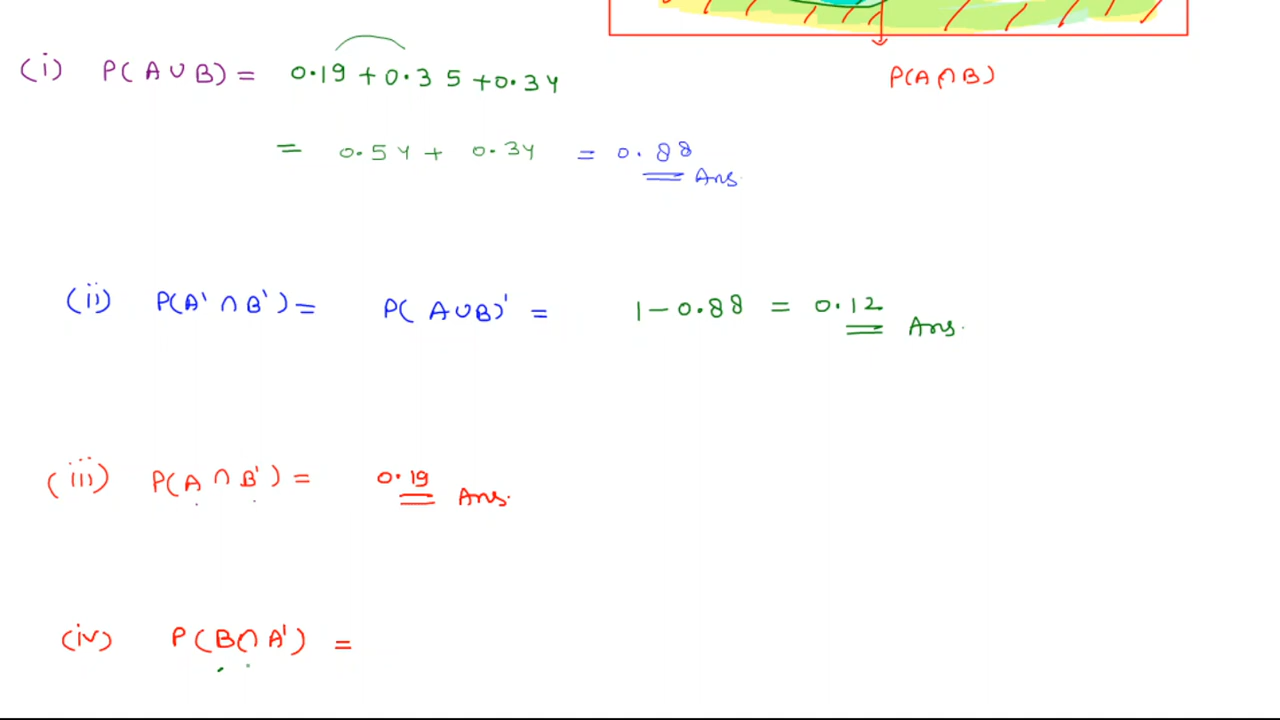 P(A∩B)
(i) P(A∪B) = 0.19 + 0.35 + 0.34
= 0.54 + 0.34 = 0.88 Ans.
(ii) P(A'∩B') = P(A∪B)' = 1 - 0.88 = 0.12 Ans.
(iii) P(A∩B') = 0.19 Ans.
(iv) P(B∩A') =